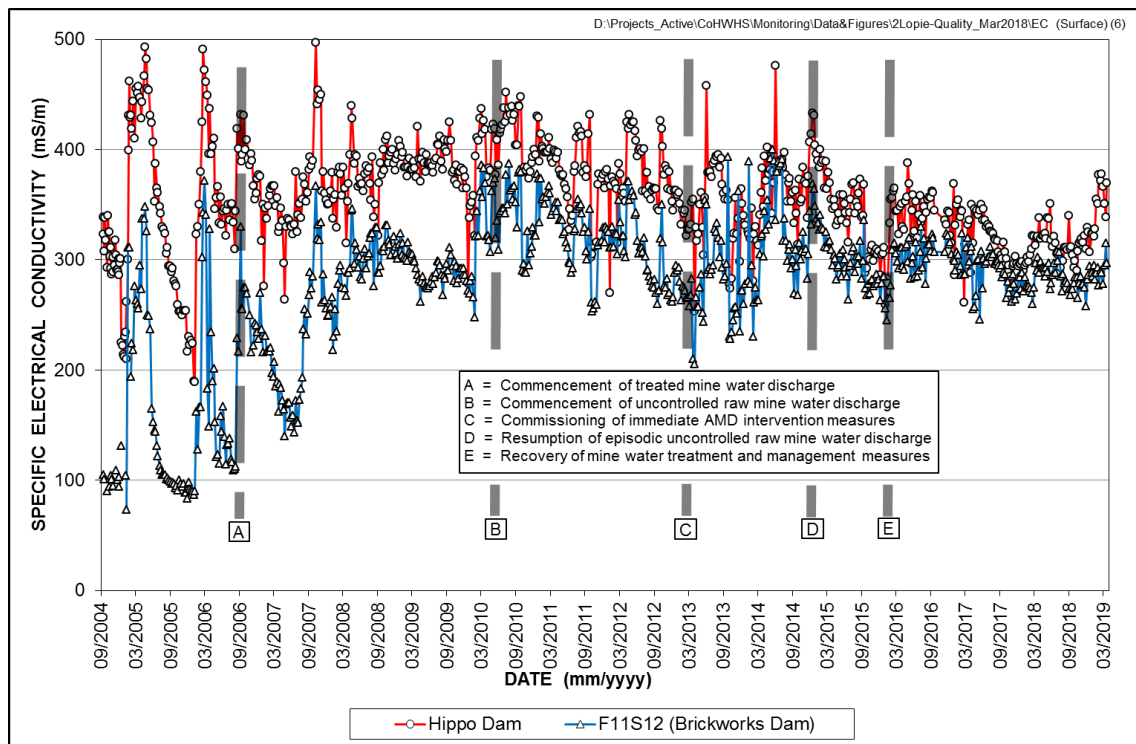 D:\Projects_Active\CoHWHS\Monitoring\Data&Figures\2Lopie-Quality_Mar2018\EC (Surface) (6)
SPECIFIC ELECTRICAL CONDUCTIVITY (mS/m)
500
400
300
200
100
0
A = Commencement of treated mine water discharge
B = Commencement of uncontrolled raw mine water discharge
C = Commissioning of immediate AMD intervention measures
D = Resumption of episodic uncontrolled raw mine water discharge
E = Recovery of mine water treatment and management measures
A
B
C
D
E
09/2004
03/2005
09/2005
03/2006
09/2006
03/2007
09/2007
03/2008
09/2008
03/2009
09/2009
03/2010
09/2010
03/2011
09/2011
03/2012
09/2012
03/2013
09/2013
03/2014
09/2014
03/2015
09/2015
03/2016
09/2016
03/2017
09/2017
03/2018
09/2018
03/2019
DATE (mm/yyyy)
Hippo Dam
F11S12 (Brickworks Dam)